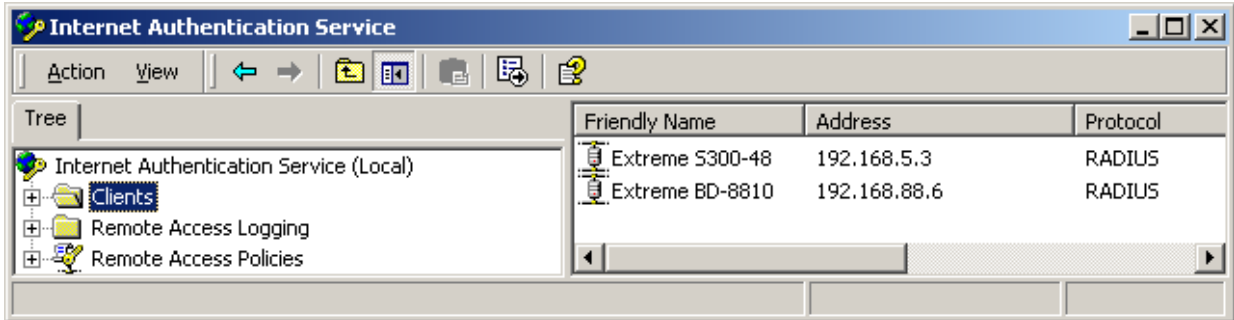 Internet Authentication Service
Action View
Tree
Internet Authentication Service (Local)
Clients
Remote Access Logging
Remote Access Policies
Friendly Name Address Protocol
Extreme S300-48 192.168.5.3 RADIUS
Extreme BD-8810 192.168.88.6 RADIUS